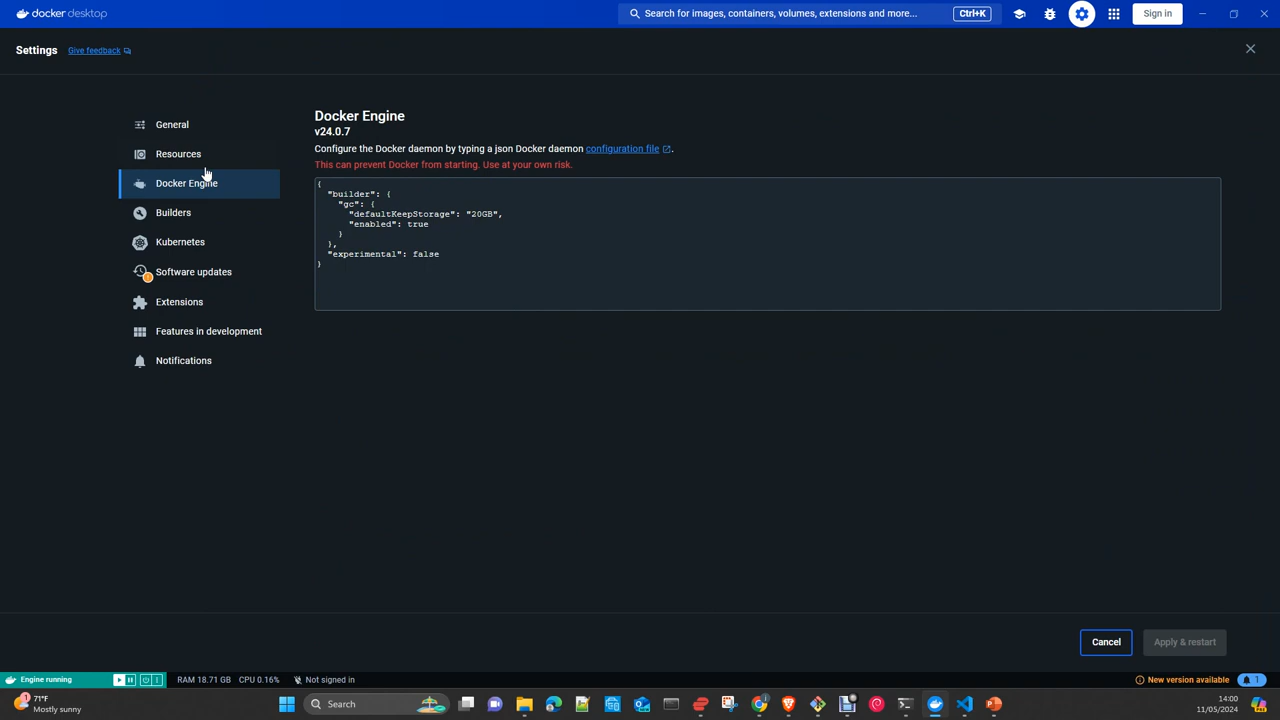 docker desktop
Search for images, containers, volumes, extensions and more...
Ctrl+K
Sign in
Settings
Give feedback
General
Resources
Docker Engine
Builders
Kubernetes
Software updates
Extensions
Features in development
Notifications
Docker Engine
v24.0.7
Configure the Docker daemon by typing a json Docker daemon configuration file.
This can prevent Docker from starting. Use at your own risk.
{
"builder": {
"gc": {
"defaultKeepStorage": "20GB",
"enabled": true
}
},
"experimental": false
}
Cancel
Apply & restart
Engine running
RAM 18.71 GB CPU 0.16%
Not signed in
New version available
1
1
71°F
Mostly sunny
Search
14:00
11/05/2024